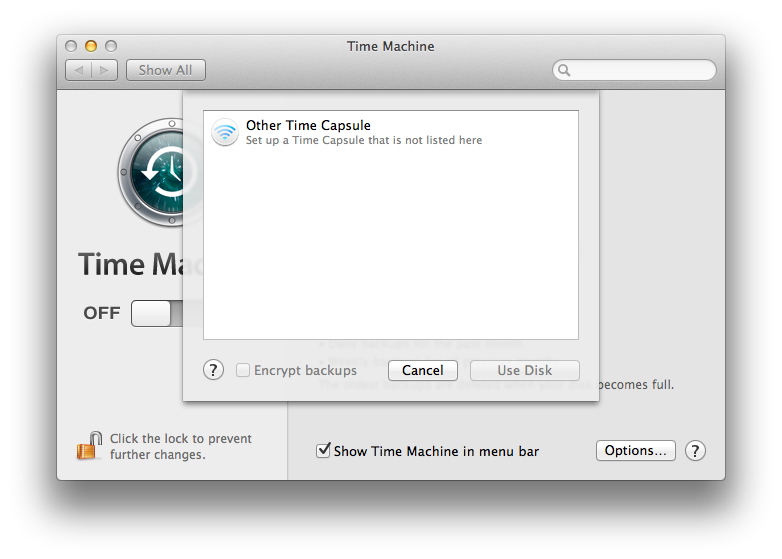 Time Machine
Show All
Other Time Capsule
Set up a Time Capsule that is not listed here
Time Ma
OFF
Encrypt backups
Cancel
Use Disk
becomes full.
Click the lock to prevent
further changes.
Show Time Machine in menu bar
Options...
?
?